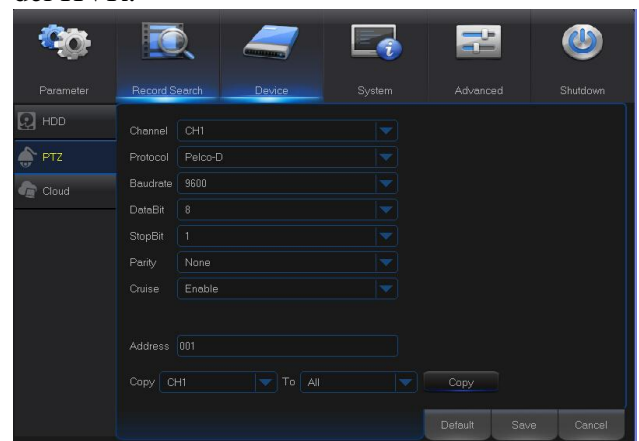 Parameter Record Search Device System Advanced Shutdown
HDD
PTZ
Cloud
Channel CH1
Protocol Pelco-D
Baudrate 9600
DataBit 8
StopBit 1
Parity None
Cruise Enable
Address 001
Copy CH1 To All Copy
Default Save Cancel